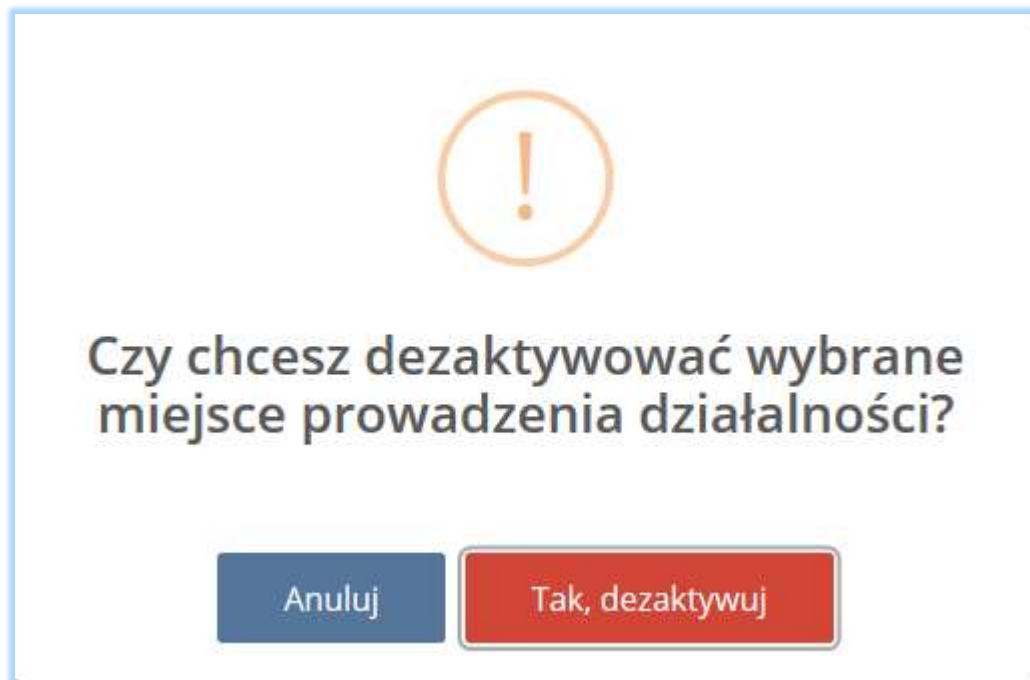 !
Czy chcesz dezaktywować wybrane
miejsce prowadzenia działalności?
Anuluj
Tak, dezaktywuj